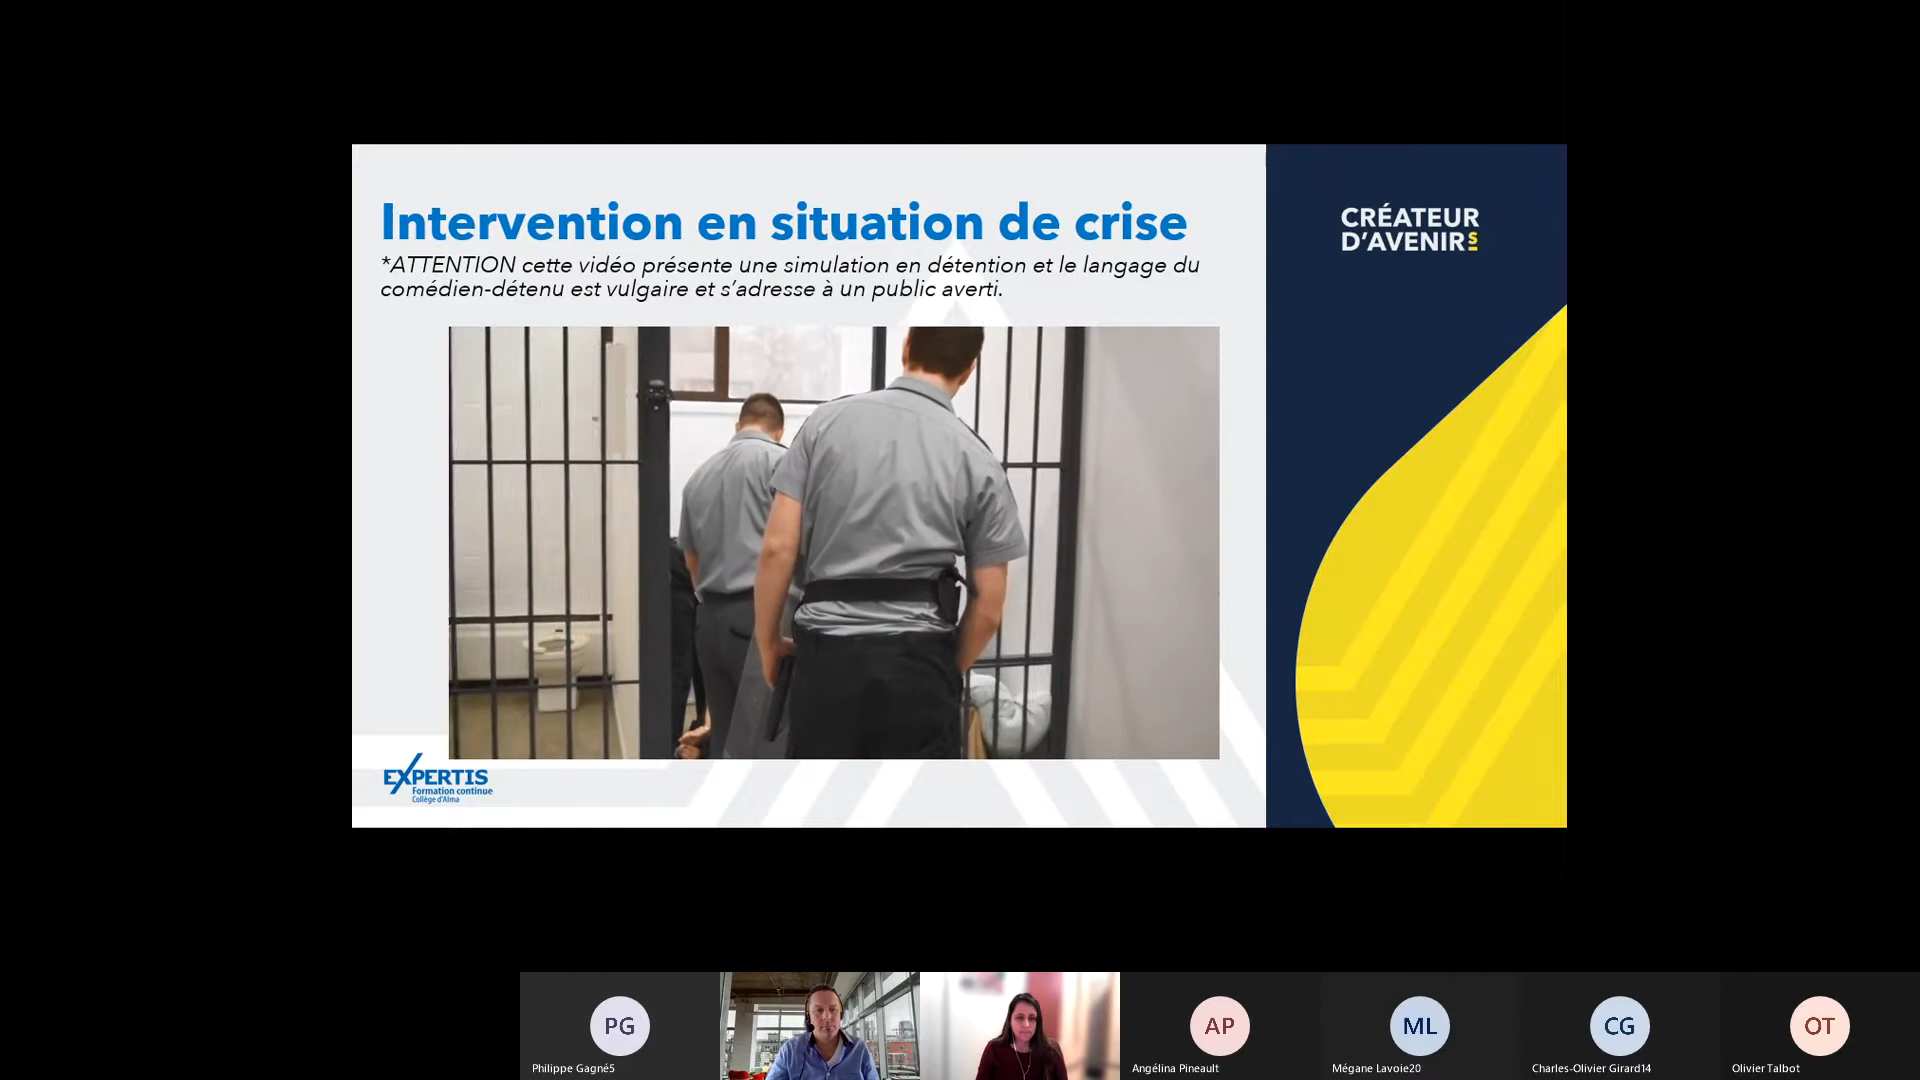 Intervention en situation de crise
*ATTENTION cette vidéo présente une simulation en détention et le langage du
comédien-détenu est vulgaire et s’adresse à un public averti.
CRÉATEUR
D’AVENIRS
EXPERTIS
Formation continue
Collège d'Alma
PG
Philippe Gagné5
AP
Angélina Pineault
ML
Mégane Lavoie20
CG
Charles-Olivier Girard14
OT
Olivier Talbot